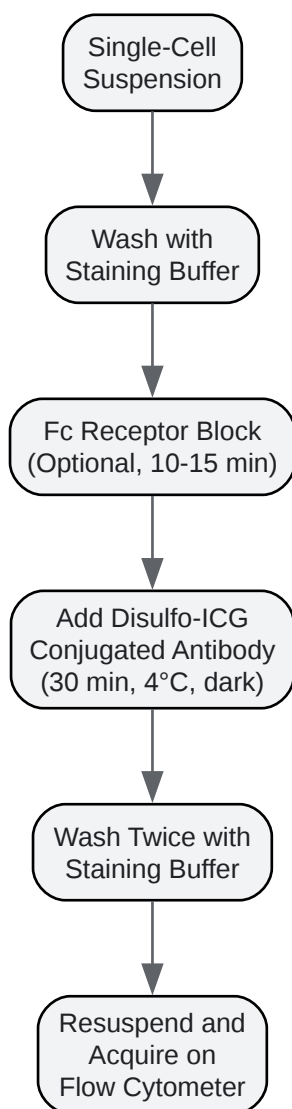 Single-Cell
Suspension
Wash with
Staining Buffer
Fc Receptor Block
(Optional, 10-15 min)
Add Disulfo-ICG
Conjugated Antibody
(30 min, 4°C, dark)
Wash Twice with
Staining Buffer
Resuspend and
Acquire on
Flow Cytometer